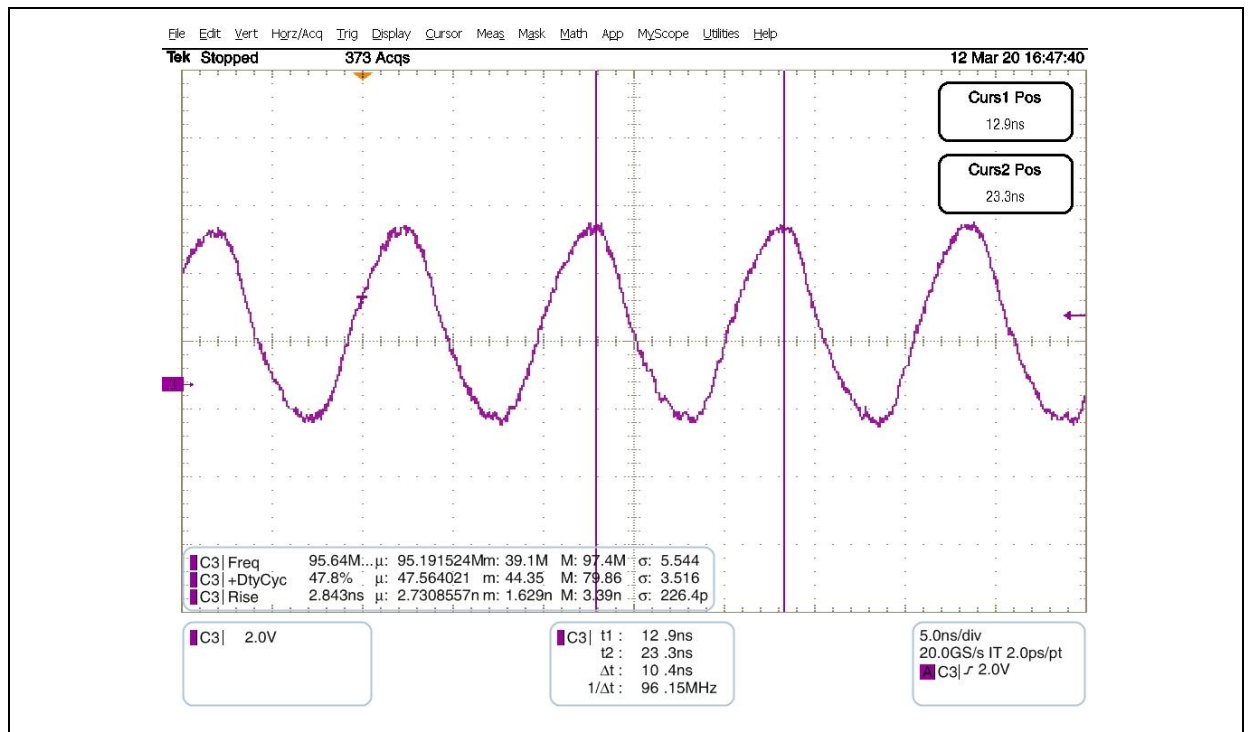 File Edit Vert Horz/Acq Trig Display Cursor Meas Mask Math App MyScope Utilities Help
Tek Stopped 373 Acqs 12 Mar 20 16:47:40
Curs1 Pos
12.9ns
Curs2 Pos
23.3ns
C3 Freq 95.64M...μ: 95.191524Mm: 39.1M M: 97.4M σ: 5.544
C3 +DtyCyc 47.8% μ: 47.564021 m: 44.35 M: 79.86 σ: 3.516
C3 Rise 2.843ns μ: 2.7308557n m: 1.629n M: 3.39n σ: 226.4p
C3 2.0V
C3 t1 : 12 .9ns
t2 : 23 .3ns
Δt : 10 .4ns
1/Δt : 96 .15MHz
5.0ns/div
20.0GS/s IT 2.0ps/pt
A C3 2.0V